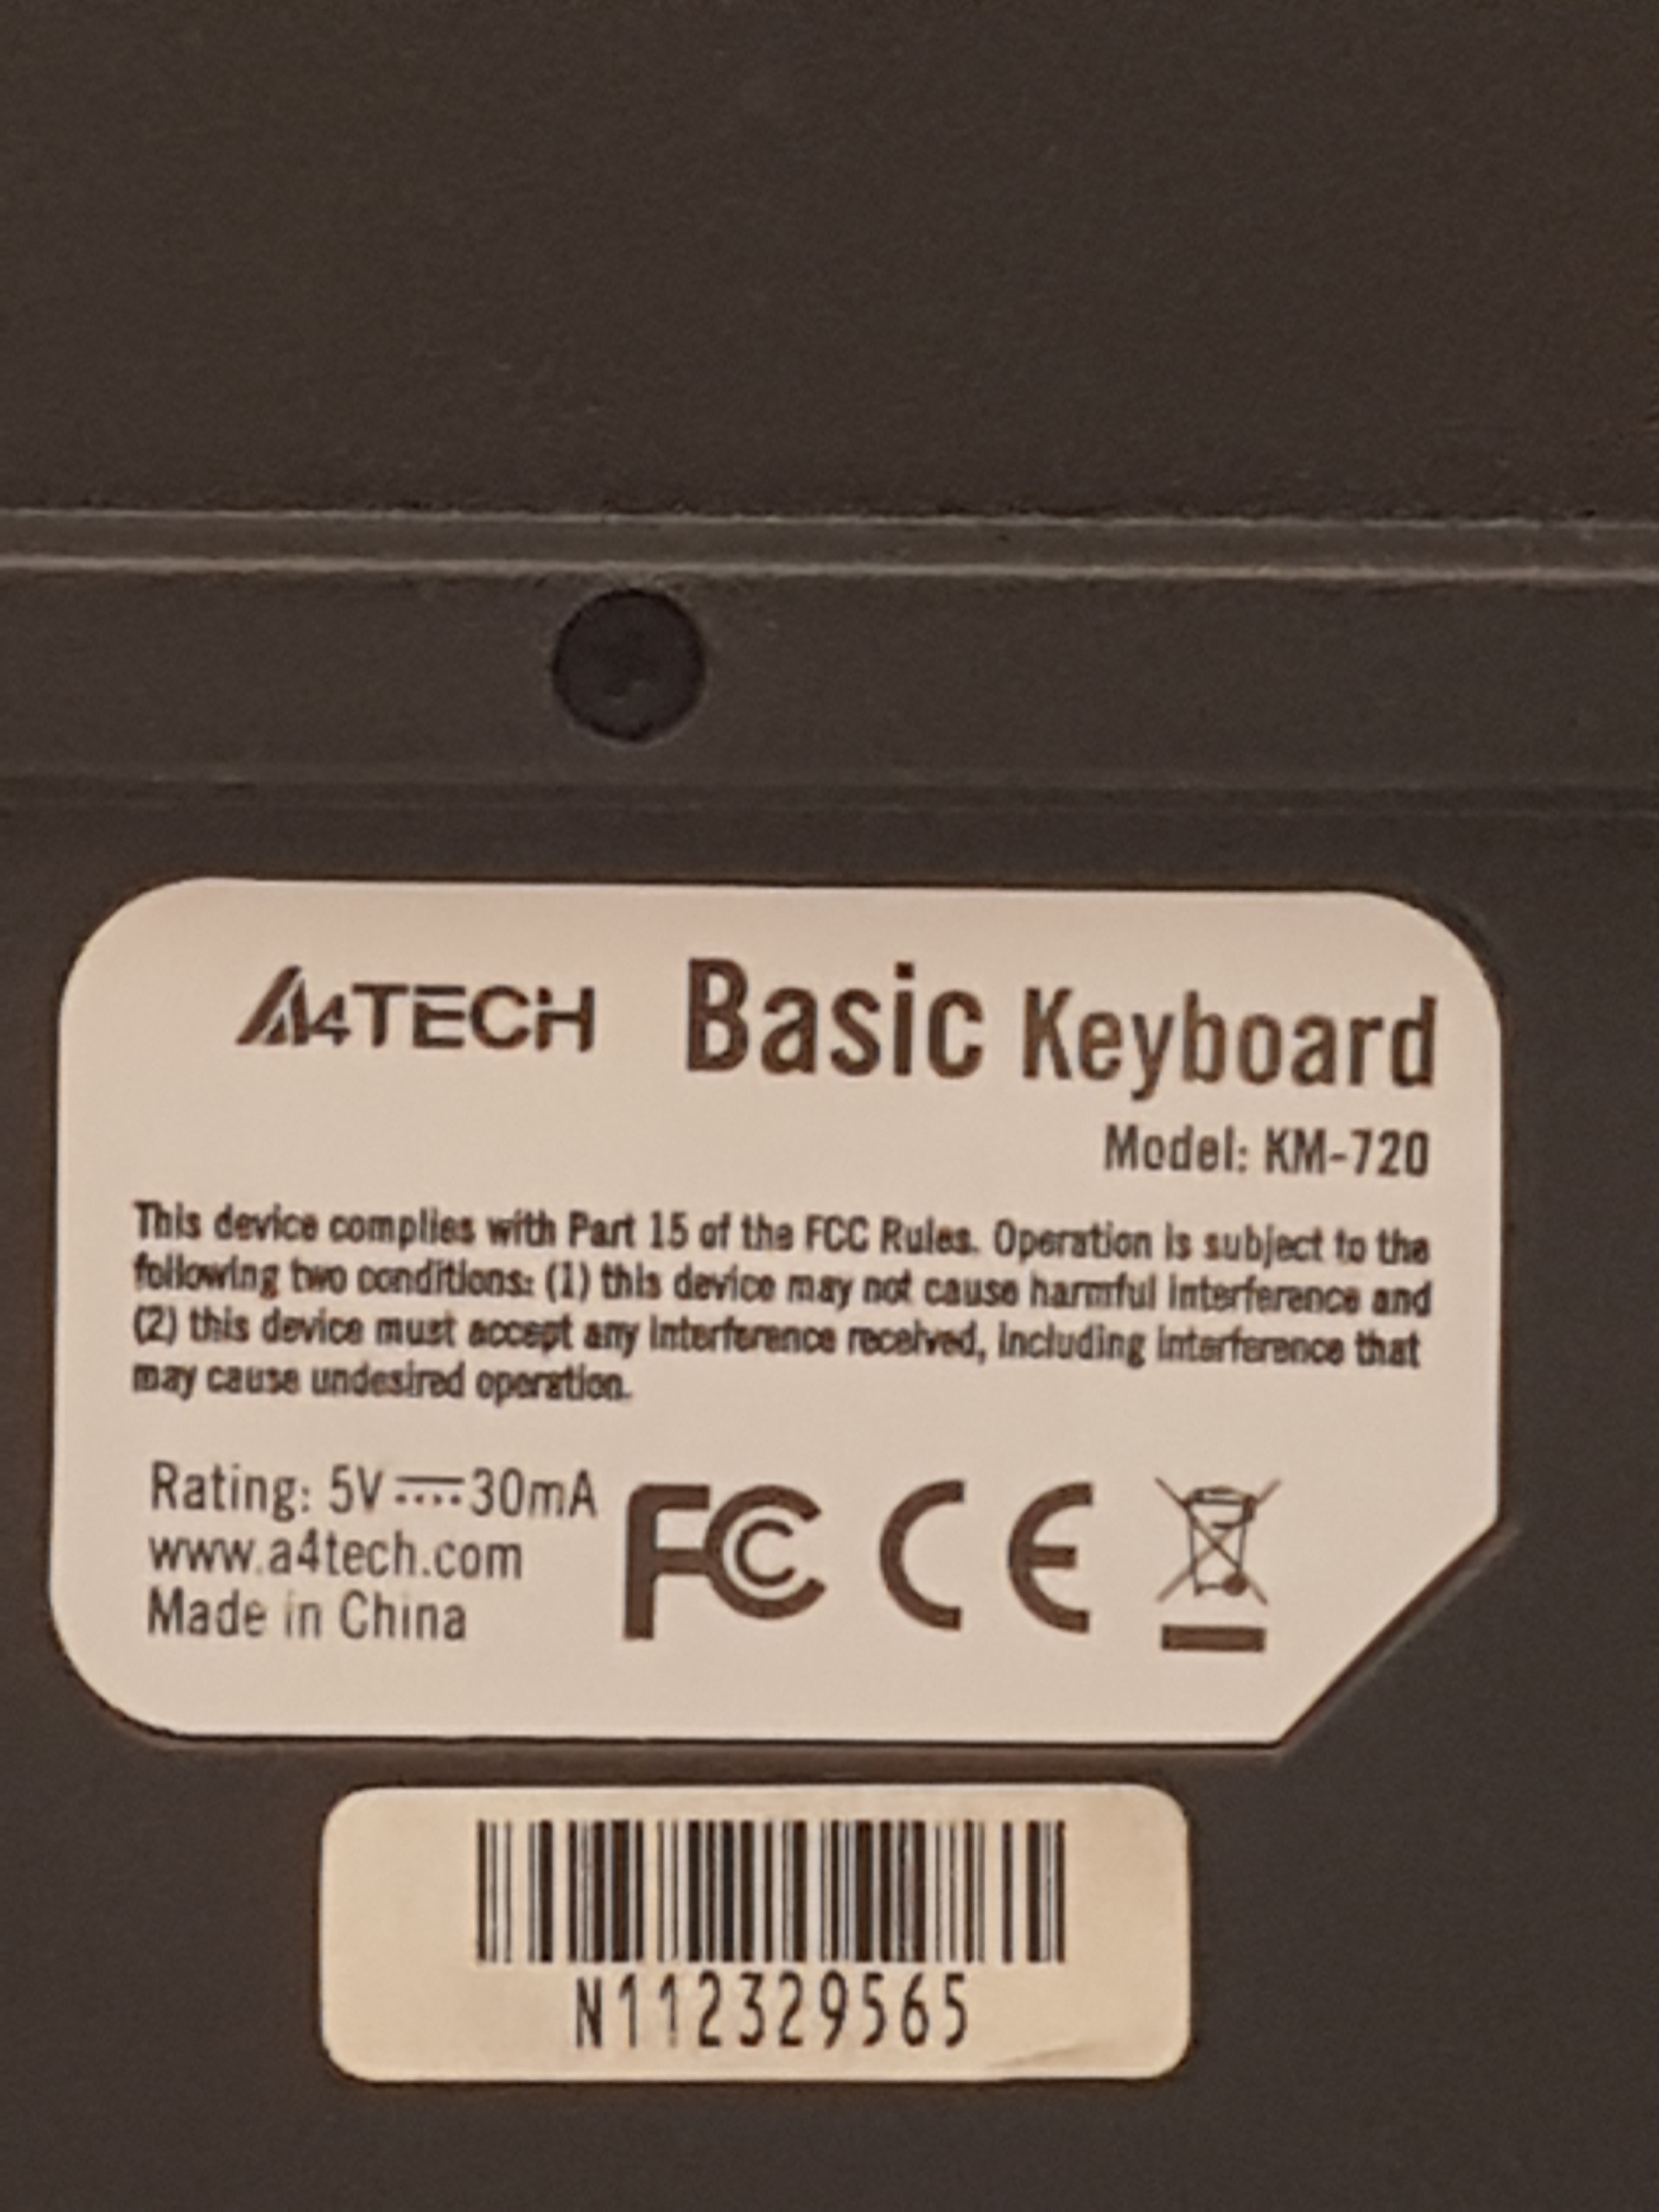 A4TECH Basic Keyboard
Model: KM-720
This device complies with Part 15 of the FCC Rules. Operation is subject to the
following two conditions: (1) this device may not cause harmful interference and
(2) this device must accept any interference received, including interference that
may cause undesired operation.
Rating: 5V⎓30mA
www.a4tech.com
Made in China
FC CE
N112329565